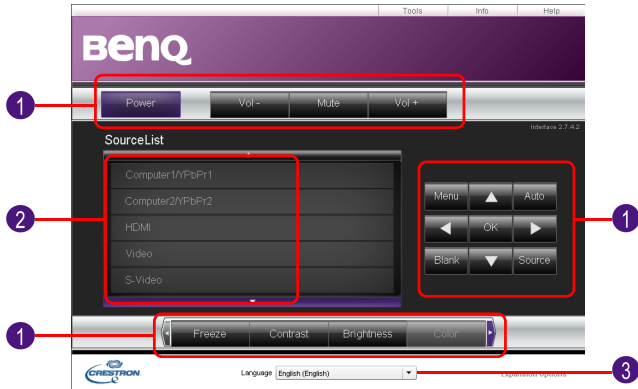 Tools Info Help
BenQ
1 Power Vol - Mute Vol +
Interface 2.7.4.2
SourceList
Computer1/YPbPr1
Computer2/YPbPr2
HDMI
Video
S-Video
2
Menu Auto
OK
Blank Source
1
1 Freeze Contrast Brightness Color
CRESTRON Language English (English) Expansion Options 3